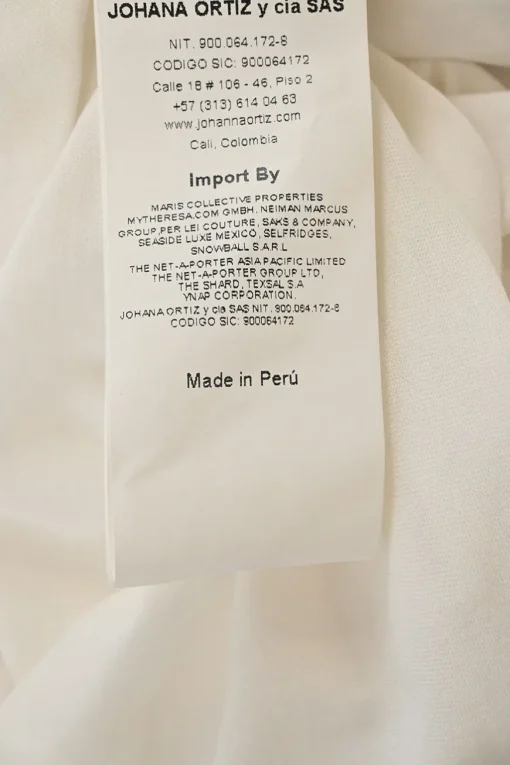 JOHANA ORTIZ y cia SAS
NIT. 900.064.172-8
CODIGO SIC: 900064172
Calle 18 # 106 - 46, Piso 2
+57 (313) 614 04 63
www.johannaortiz.com
Cali, Colombia
Import By
MARIS COLLECTIVE PROPERTIES
MYTHERESA.COM GMBH, NEIMAN MARCUS
GROUP,PER LEI COUTURE, SAKS & COMPANY,
SEASIDE LUXE MEXICO, SELFRIDGES,
SNOWBALL S.A.R.L
THE NET-A-PORTER ASIA PACIFIC LIMITED
THE NET-A-PORTER GROUP LTD,
THE SHARD, TEXSAL S.A
YNAP CORPORATION.
JOHANA ORTIZ y cia SAS NIT. 900.064.172-8
CODIGO SIC: 900064172
Made in Perú